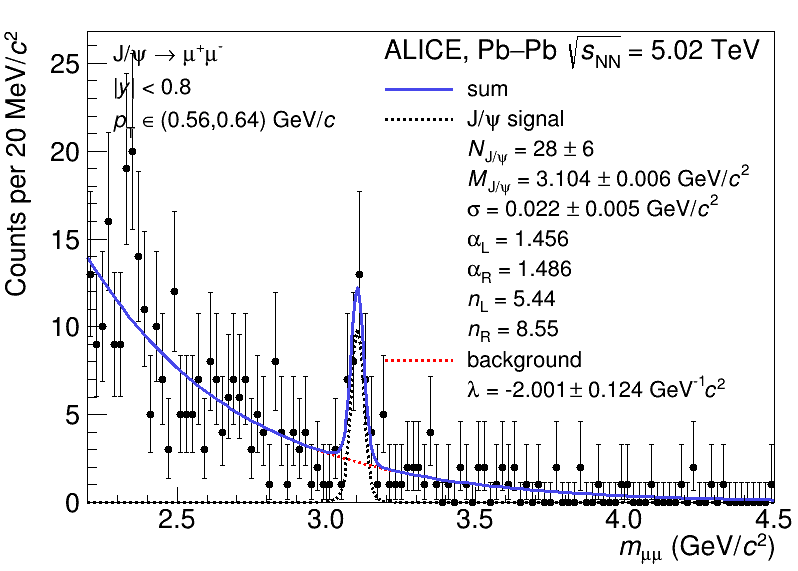 J/ψ → μ⁺μ⁻
|y| < 0.8
p ∈ (0.56,0.64) GeV/c
ALICE, Pb–Pb √sNN = 5.02 TeV
sum
J/ψ signal
NJ/ψ = 28 ± 6
MJ/ψ = 3.104 ± 0.006 GeV/c²
σ = 0.022 ± 0.005 GeV/c²
αL = 1.456
αR = 1.486
nL = 5.44
nR = 8.55
background
λ = -2.001± 0.124 GeV⁻¹c²
Counts per 20 MeV/c²
25
20
15
10
5
0
2.5 3.0 3.5 4.0 4.5
mμμ (GeV/c²)